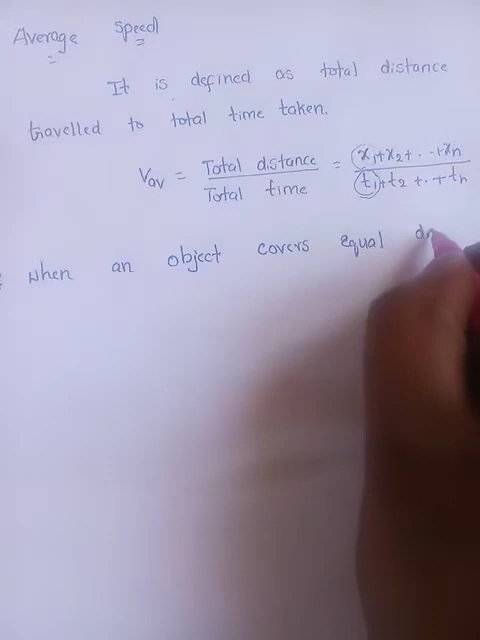 Average speed
It is defined as total distance
travelled to total time taken.
Vav = Total distance / Total time = x1+x2+..+xn / t1+t2+.+tn
when an object covers equal